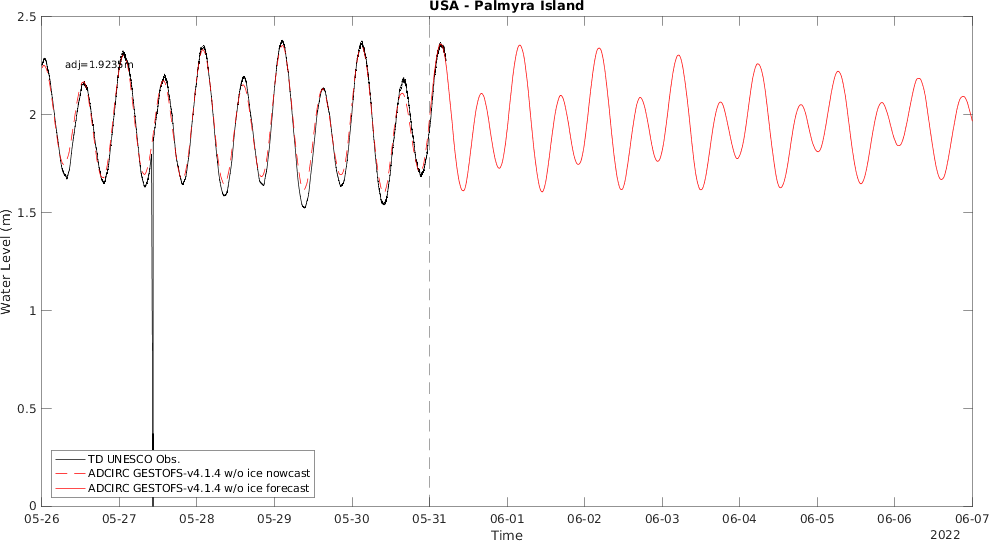 USA - Palmyra Island
2.5
2
1.5
1
0.5
0
Water Level (m)
adj=1.9235m
TD UNESCO Obs.
ADCIRC GESTOFS-v4.1.4 w/o ice nowcast
ADCIRC GESTOFS-v4.1.4 w/o ice forecast
05-26 05-27 05-28 05-29 05-30 05-31 06-01 06-02 06-03 06-04 06-05 06-06 06-07
Time
2022